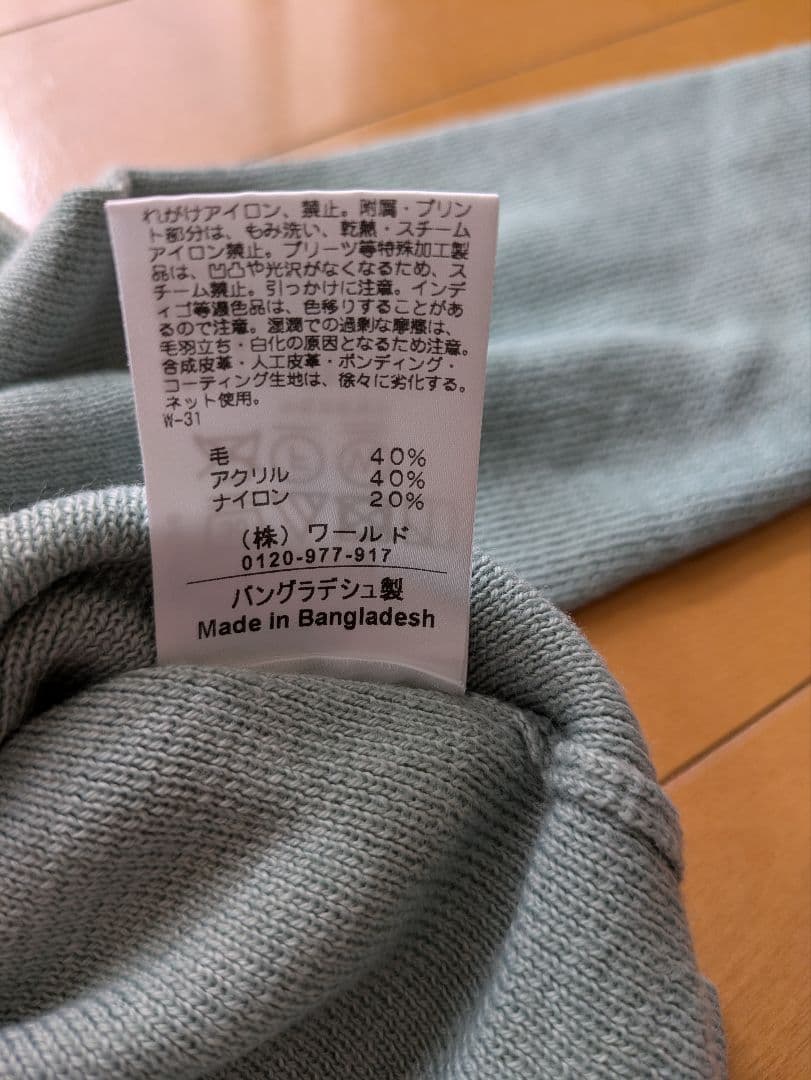 れがけアイロン、禁止。附属・プリン
ト部分は、もみ洗い、乾熱・スチーム
アイロン禁止。プリーツ等特殊加工製
品は、凹凸や光沢がなくなるため、ス
チーム禁止。引っかけに注意。インデ
ィゴ等濃色品は、色移りすることがあ
るので注意。湿潤での過剰な摩擦は、
毛羽立ち・白化の原因となるため注意。
合成皮革・人工皮革・ボンディング・
コーティング生地は、徐々に劣化する。
ネット使用。
W-31
毛 40%
アクリル 40%
ナイロン 20%
（株）ワールド
0120-977-917
バングラデシュ製
Made in Bangladesh